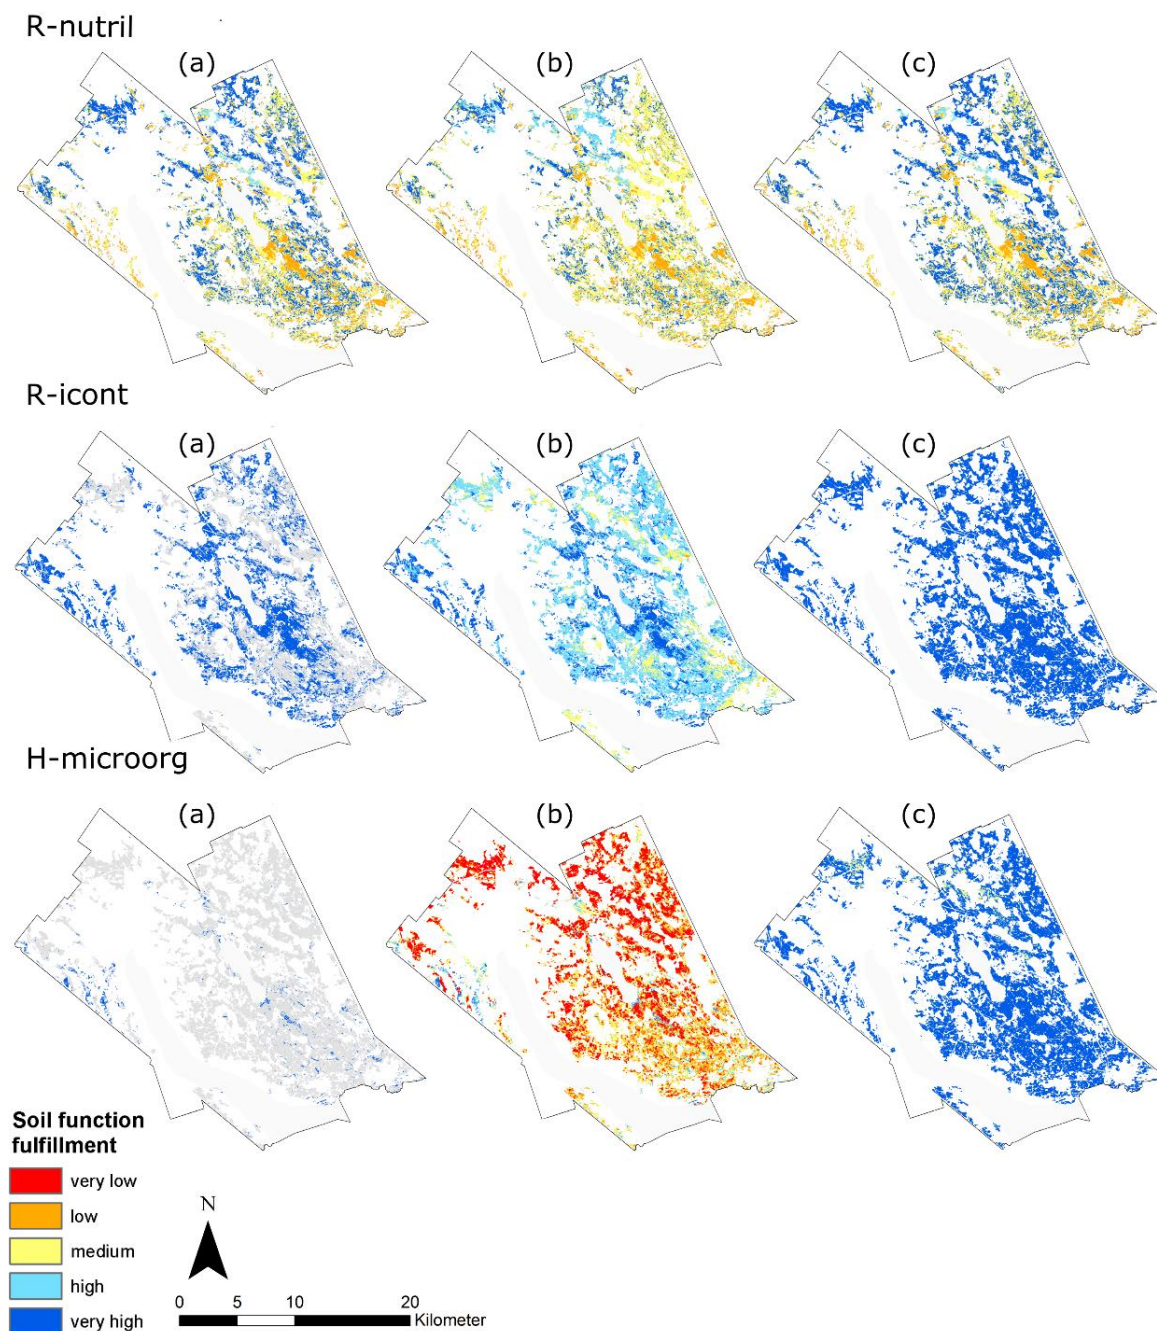 R-nutril
(a) (b) (c)
R-icont
(a) (b) (c)
H-microorg
(a) (b) (c)
Soil function
fulfillment
very low
low
medium
high
very high
N
0 5 10 20
Kilometer